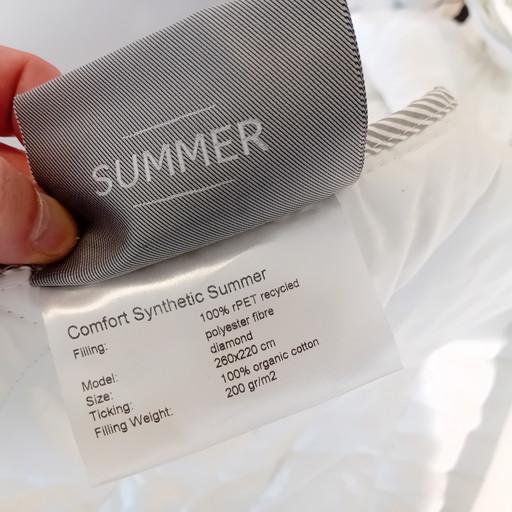 SUMMER
Comfort Synthetic Summer
Filling: 100% rPET recycled
polyester fibre
Model: diamond
Size: 260x220 cm
Ticking: 100% organic cotton
Filling Weight: 200 gr/m2